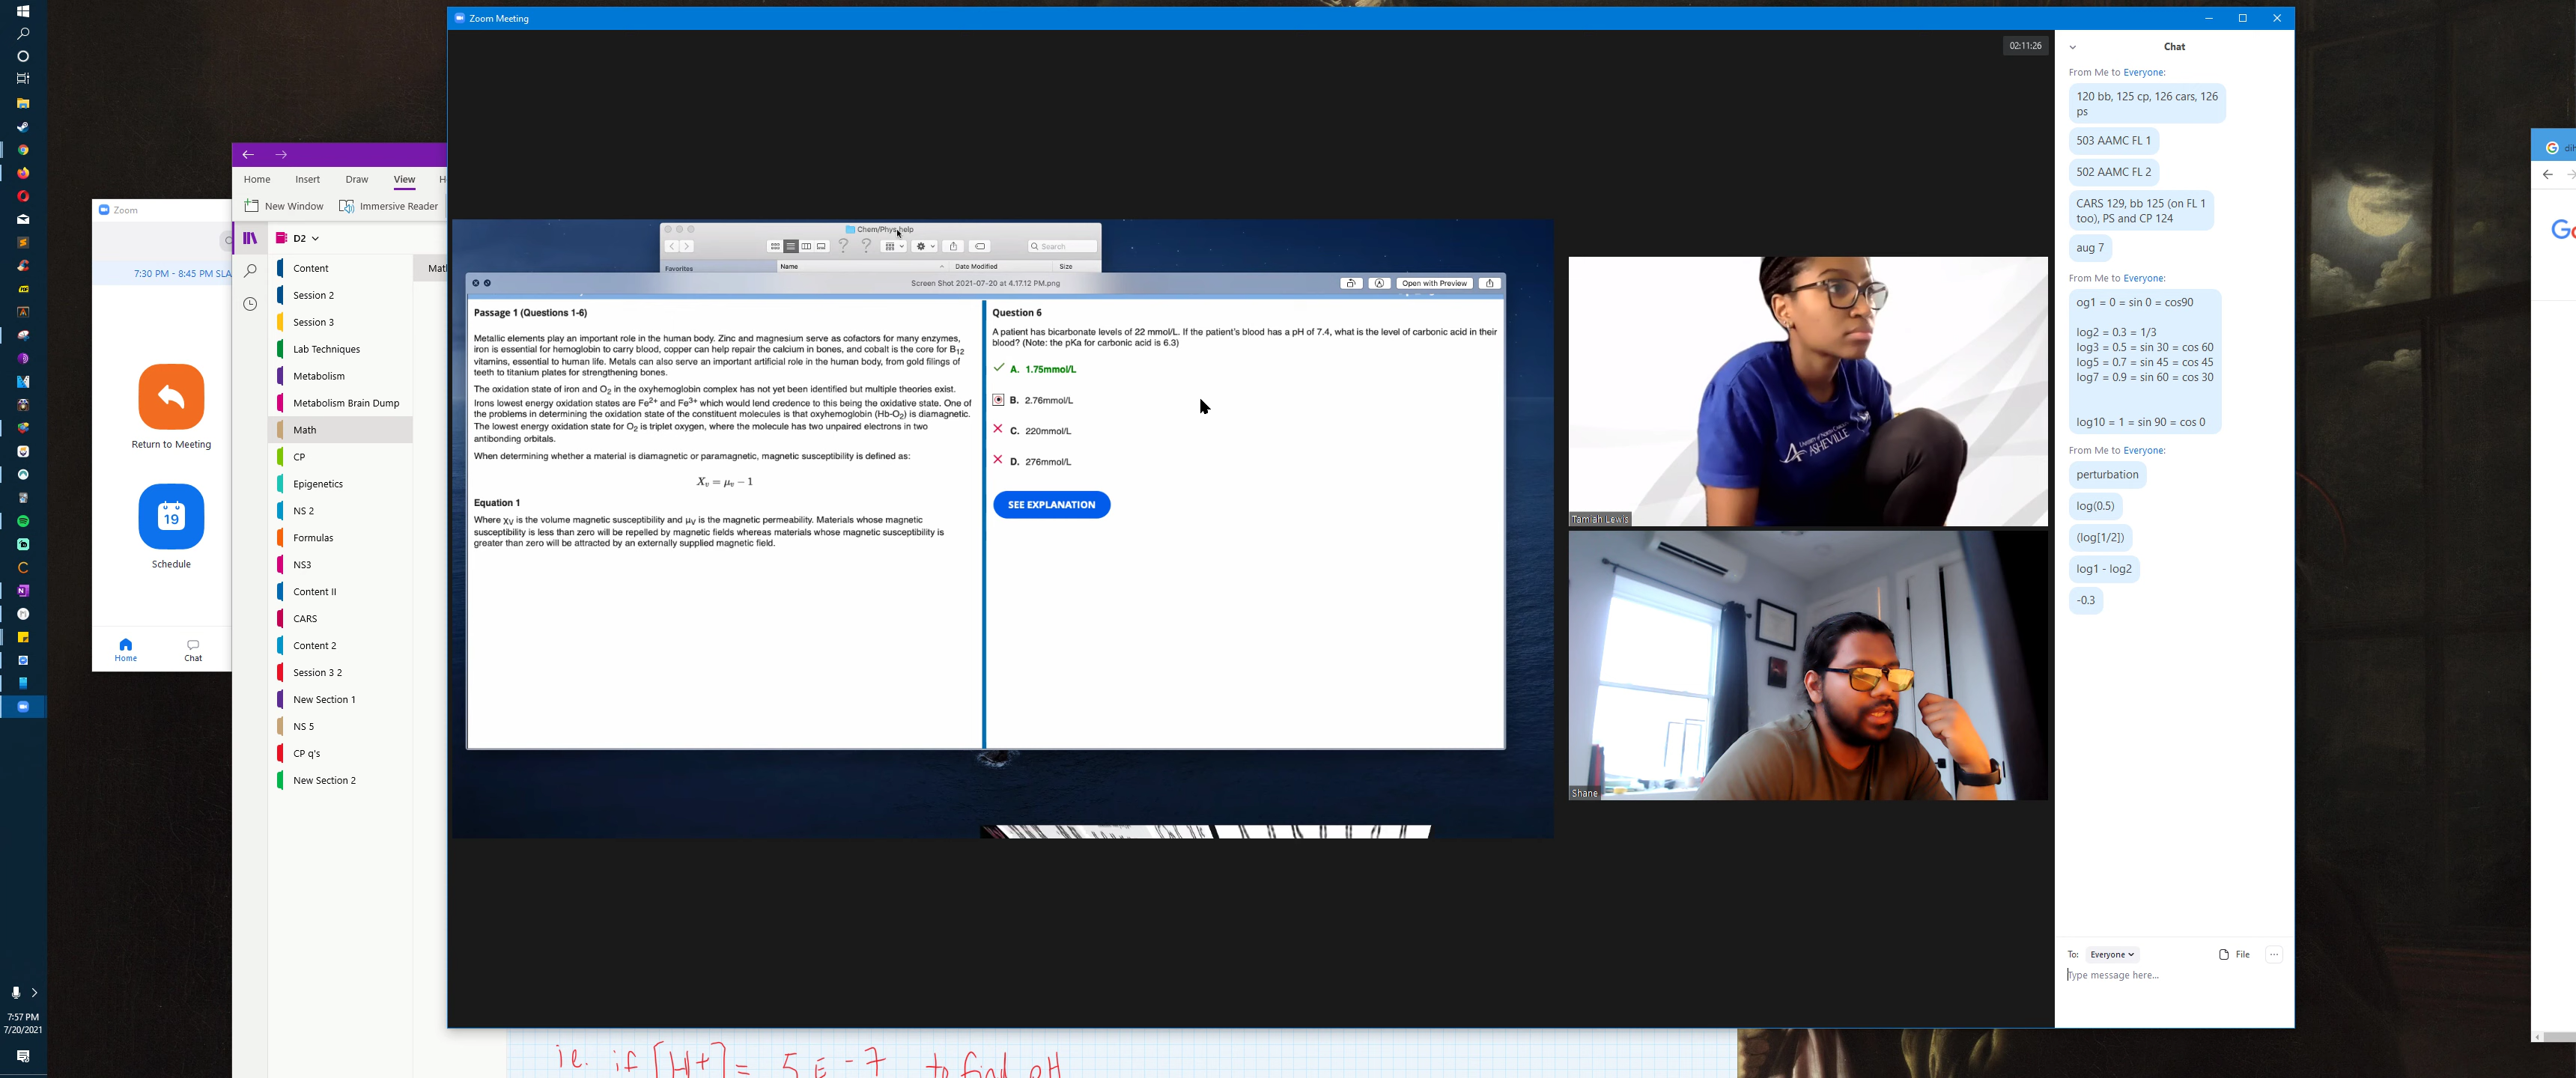 Zoom Meeting
02:11:26
Zoom
7:30 PM - 8:45 PM SLA
Return to Meeting
19
Schedule
Home
Chat
Home Insert Draw View H
New Window Immersive Reader
D2
Content
Session 2
Session 3
Lab Techniques
Metabolism
Metabolism Brain Dump
Math
CP
Epigenetics
NS 2
Formulas
NS3
Content II
CARS
Content 2
Session 3 2
New Section 1
NS 5
CP q's
New Section 2
Chem/Phys help
Search
Favorites
Name Date Modified Size
Screen Shot 2021-07-20 at 4.17.12 PM.png
Open with Preview
Passage 1 (Questions 1-6)
Metallic elements play an important role in the human body. Zinc and magnesium serve as cofactors for many enzymes,
iron is essential for hemoglobin to carry blood, copper can help repair the calcium in bones, and cobalt is the core for B12
vitamins, essential to human life. Metals can also serve an important artificial role in the human body, from gold filings of
teeth to titanium plates for strengthening bones.
The oxidation state of iron and O2 in the oxyhemoglobin complex has not yet been identified but multiple theories exist.
Irons lowest energy oxidation states are Fe2+ and Fe3+ which would lend credence to this being the oxidative state. One of
the problems in determining the oxidation state of the constituent molecules is that oxyhemoglobin (Hb-O2) is diamagnetic.
The lowest energy oxidation state for O2 is triplet oxygen, where the molecule has two unpaired electrons in two
antibonding orbitals.
When determining whether a material is diamagnetic or paramagnetic, magnetic susceptibility is defined as:
Xv = μv − 1
Equation 1
Where χv is the volume magnetic susceptibility and μv is the magnetic permeability. Materials whose magnetic
susceptibility is less than zero will be repelled by magnetic fields whereas materials whose magnetic susceptibility is
greater than zero will be attracted by an externally supplied magnetic field.
Question 6
A patient has bicarbonate levels of 22 mmol/L. If the patient's blood has a pH of 7.4, what is the level of carbonic acid in their
blood? (Note: the pKa for carbonic acid is 6.3)
A. 1.75mmol/L
B. 2.76mmol/L
C. 220mmol/L
D. 276mmol/L
SEE EXPLANATION
University of North Carolina
ASHEVILLE
Tamiah Lewis
Shane
Chat
From Me to Everyone:
120 bb, 125 cp, 126 cars, 126
ps
503 AAMC FL 1
502 AAMC FL 2
CARS 129, bb 125 (on FL 1
too), PS and CP 124
aug 7
From Me to Everyone:
og1 = 0 = sin 0 = cos90
log2 = 0.3 = 1/3
log3 = 0.5 = sin 30 = cos 60
log5 = 0.7 = sin 45 = cos 45
log7 = 0.9 = sin 60 = cos 30
log10 = 1 = sin 90 = cos 0
From Me to Everyone:
perturbation
log(0.5)
(log[1/2])
log1 - log2
-0.3
To: Everyone File
Type message here...
7:57 PM
7/20/2021
ie. if [H+] = 5 E -7 to find pH